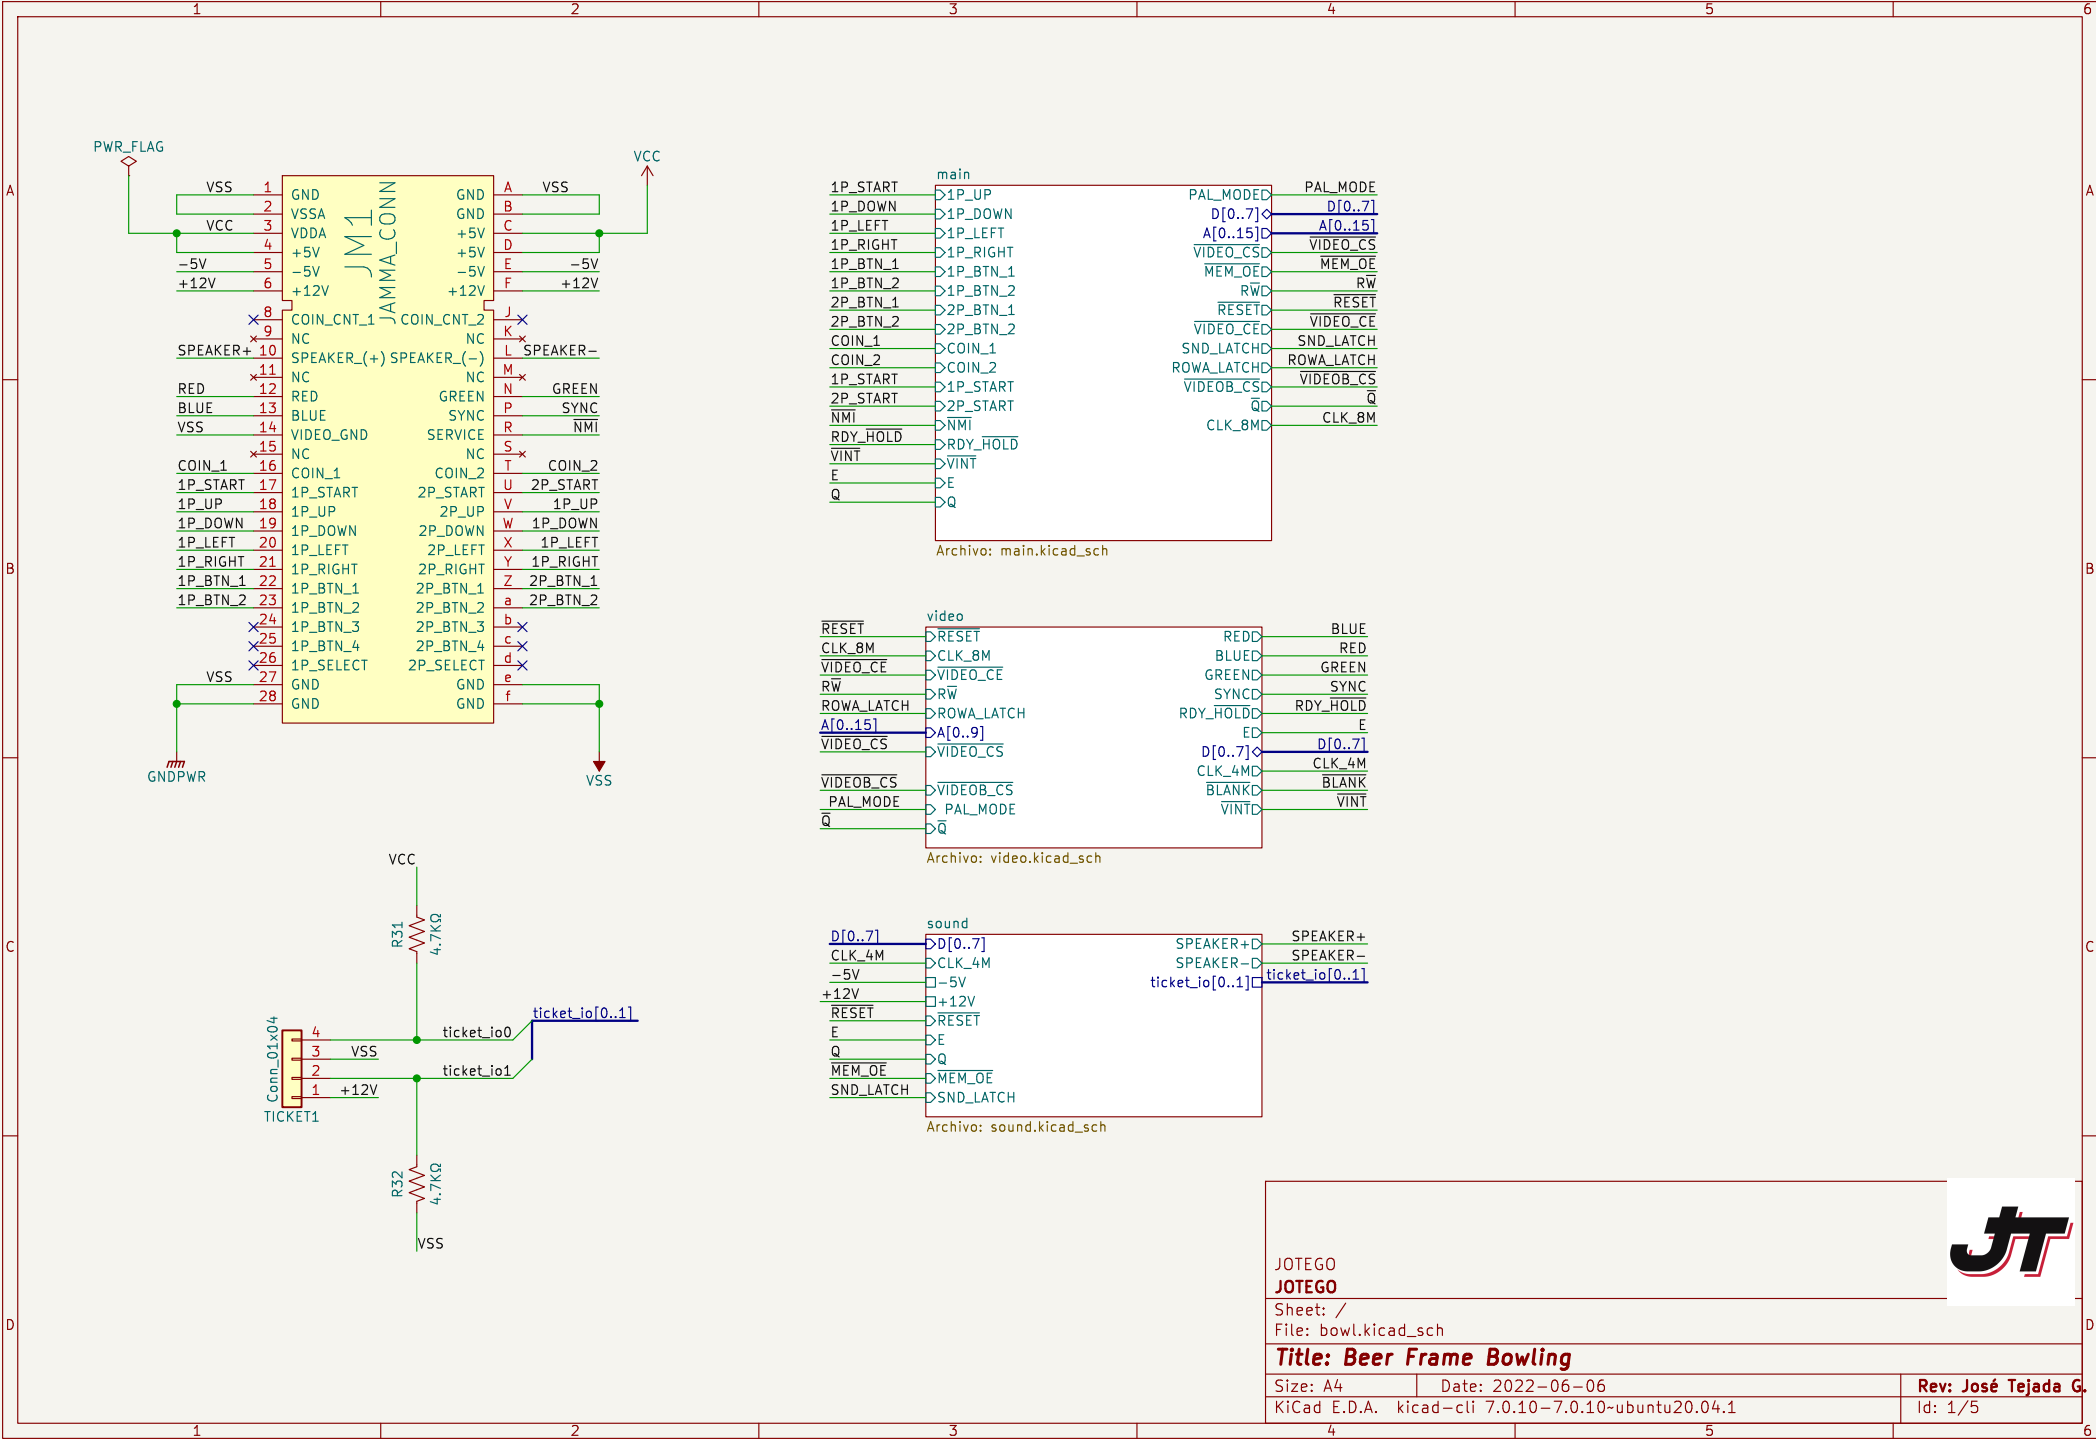 1 2 3 4 5 6
A
B
C
D
A
B
C
D
PWR_FLAG
VCC
JM1
JAMMA_CONN
VSS 1 GND GND A VSS
2 VSSA GND B
VCC 3 VDDA +5V C
4 +5V +5V D
-5V 5 -5V -5V E -5V
+12V 6 +12V +12V F +12V
8 COIN_CNT_1 COIN_CNT_2 J
9 NC NC K
SPEAKER+ 10 SPEAKER_(+) SPEAKER_(-) L SPEAKER-
11 NC NC M
RED 12 RED GREEN N GREEN
BLUE 13 BLUE SYNC P SYNC
VSS 14 VIDEO_GND SERVICE R NMI
15 NC NC S
COIN_1 16 COIN_1 COIN_2 T COIN_2
1P_START 17 1P_START 2P_START U 2P_START
1P_UP 18 1P_UP 2P_UP V 1P_UP
1P_DOWN 19 1P_DOWN 2P_DOWN W 1P_DOWN
1P_LEFT 20 1P_LEFT 2P_LEFT X 1P_LEFT
1P_RIGHT 21 1P_RIGHT 2P_RIGHT Y 1P_RIGHT
1P_BTN_1 22 1P_BTN_1 2P_BTN_1 Z 2P_BTN_1
1P_BTN_2 23 1P_BTN_2 2P_BTN_2 a 2P_BTN_2
24 1P_BTN_3 2P_BTN_3 b
25 1P_BTN_4 2P_BTN_4 c
26 1P_SELECT 2P_SELECT d
VSS 27 GND GND e
28 GND GND f
GNDPWR
VSS
VCC
R31
4.7KΩ
ticket_io[0..1]
Conn_01x04
4 ticket_io0
3 VSS
2 ticket_io1
1 +12V
TICKET1
R32
4.7KΩ
VSS
main
1P_START 1P_UP PAL_MODE PAL_MODE
1P_DOWN 1P_DOWN D[0..7] D[0..7]
1P_LEFT 1P_LEFT A[0..15] A[0..15]
1P_RIGHT 1P_RIGHT VIDEO_CS VIDEO_CS
1P_BTN_1 1P_BTN_1 MEM_OE MEM_OE
1P_BTN_2 1P_BTN_2 RW RW
2P_BTN_1 2P_BTN_1 RESET RESET
2P_BTN_2 2P_BTN_2 VIDEO_CE VIDEO_CE
COIN_1 COIN_1 SND_LATCH SND_LATCH
COIN_2 COIN_2 ROWA_LATCH ROWA_LATCH
1P_START 1P_START VIDEOB_CS VIDEOB_CS
2P_START 2P_START Q Q
NMI NMI CLK_8M CLK_8M
RDY_HOLD RDY_HOLD
VINT VINT
E E
Q Q
Archivo: main.kicad_sch
video
RESET RESET RED BLUE
CLK_8M CLK_8M BLUE RED
VIDEO_CE VIDEO_CE GREEN GREEN
RW RW SYNC SYNC
ROWA_LATCH ROWA_LATCH RDY_HOLD RDY_HOLD
A[0..15] A[0..9] E E
VIDEO_CS VIDEO_CS D[0..7] D[0..7]
CLK_4M CLK_4M
VIDEOB_CS VIDEOB_CS BLANK BLANK
PAL_MODE PAL_MODE VINT VINT
Q Q
Archivo: video.kicad_sch
sound
D[0..7] D[0..7] SPEAKER+ SPEAKER+
CLK_4M CLK_4M SPEAKER- SPEAKER-
-5V -5V ticket_io[0..1] ticket_io[0..1]
+12V +12V
RESET RESET
E E
Q Q
MEM_OE MEM_OE
SND_LATCH SND_LATCH
Archivo: sound.kicad_sch
JT
JOTEGO
JOTEGO
Sheet: /
File: bowl.kicad_sch
Title: Beer Frame Bowling
Size: A4 Date: 2022-06-06 Rev: José Tejada G.
KiCad E.D.A. kicad-cli 7.0.10-7.0.10~ubuntu20.04.1 Id: 1/5
1 2 3 4 5 6